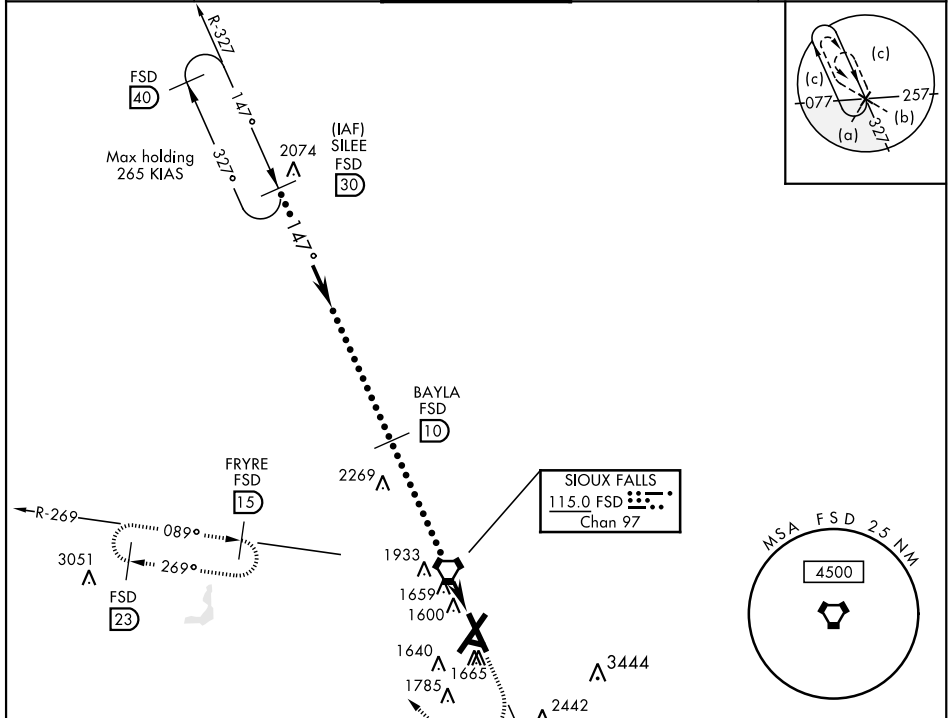 R-327
FSD
40
147°
327°
Max holding
265 KIAS
(IAF)
SILEE
FSD
30
2074
147°
(c)
(c)
077
257
(b)
(a)
327
BAYLA
FSD
10
2269
FRYRE
FSD
15
R-269
089°
269°
3051
FSD
23
SIOUX FALLS
115.0 FSD
Chan 97
1933
1659
1600
1640
1665
1785
3444
2442
MSA FSD 25 NM
4500